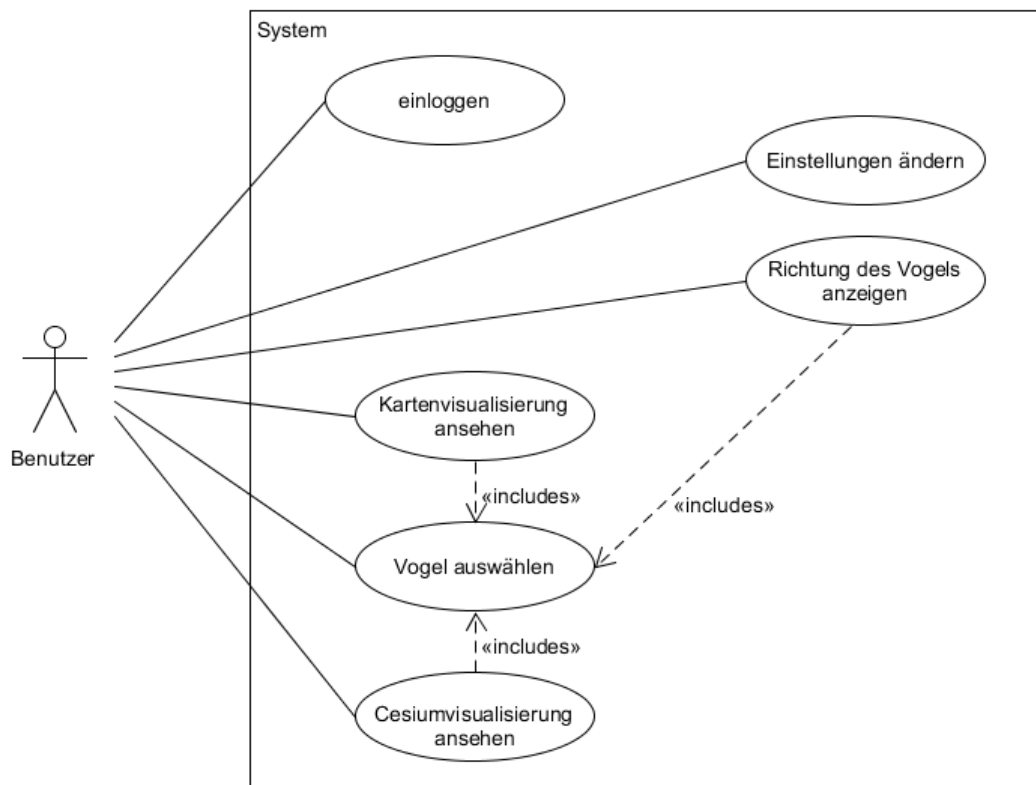 System
einloggen
Einstellungen ändern
Richtung des Vogels
anzeigen
Kartenvisualisierung
ansehen
Benutzer
«includes»
«includes»
Vogel auswählen
«includes»
Cesiumvisualisierung
ansehen